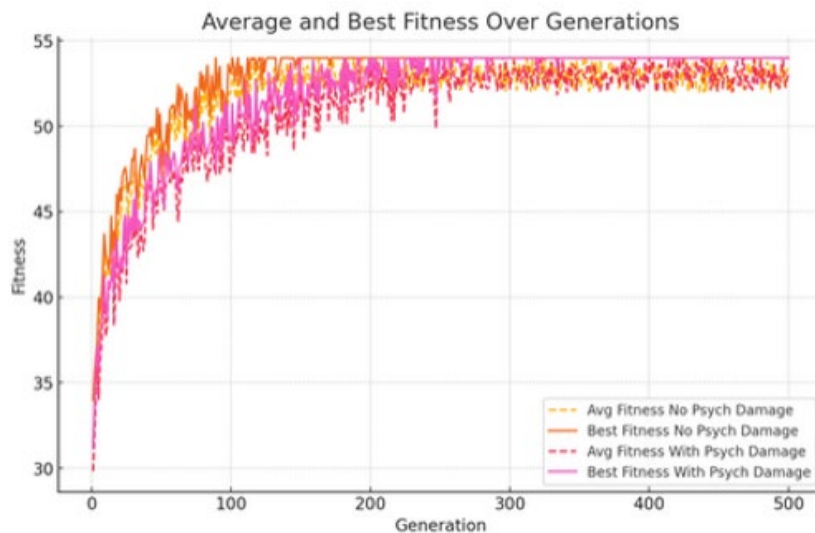 Average and Best Fitness Over Generations
55
50
45
40
35
30
Fitness
0 100 200 300 400 500
Generation
Avg Fitness No Psych Damage
Best Fitness No Psych Damage
Avg Fitness With Psych Damage
Best Fitness With Psych Damage